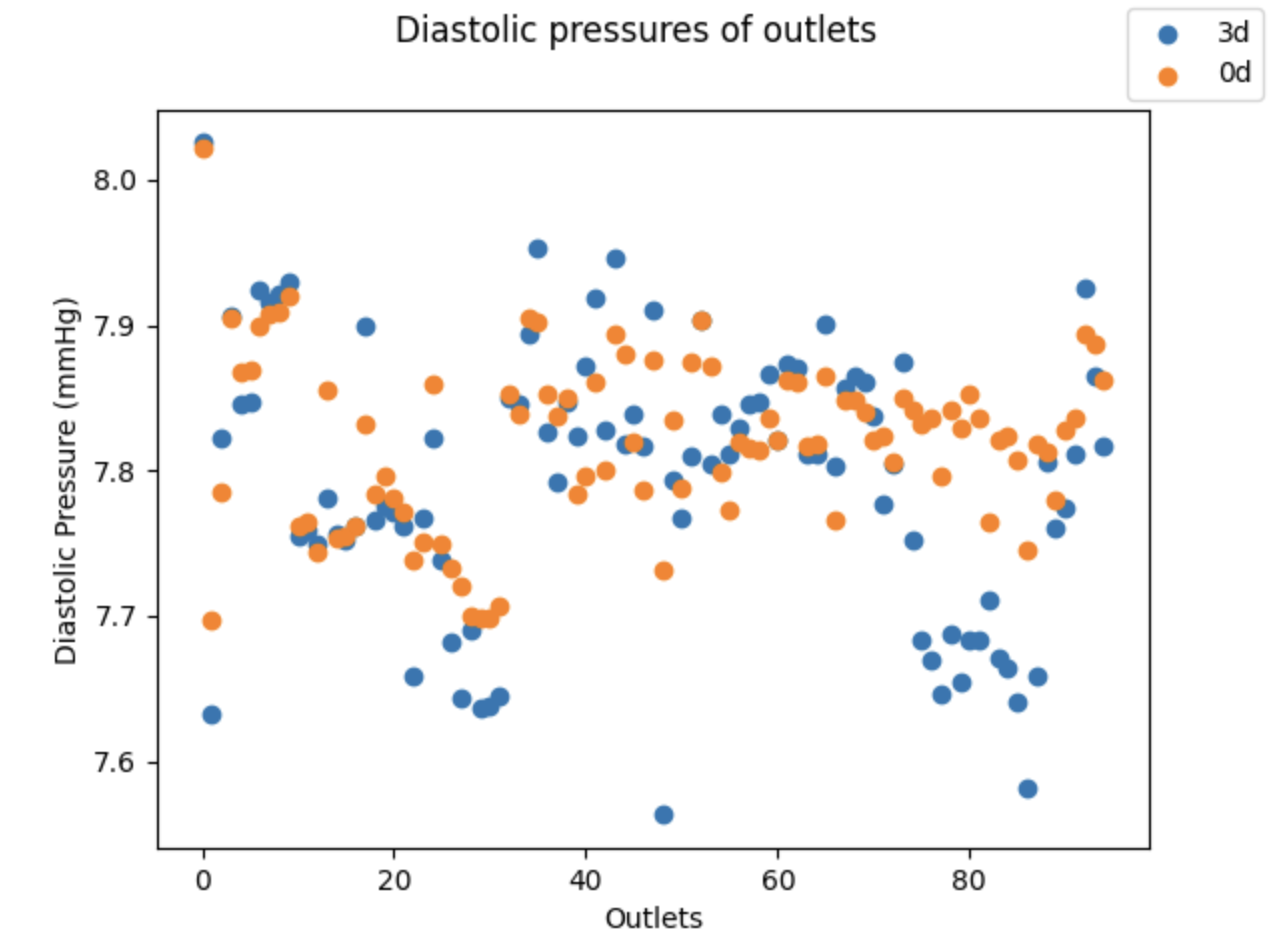 Diastolic pressures of outlets
3d
0d
Diastolic Pressure (mmHg)
8.0
7.9
7.8
7.7
7.6
0 20 40 60 80
Outlets